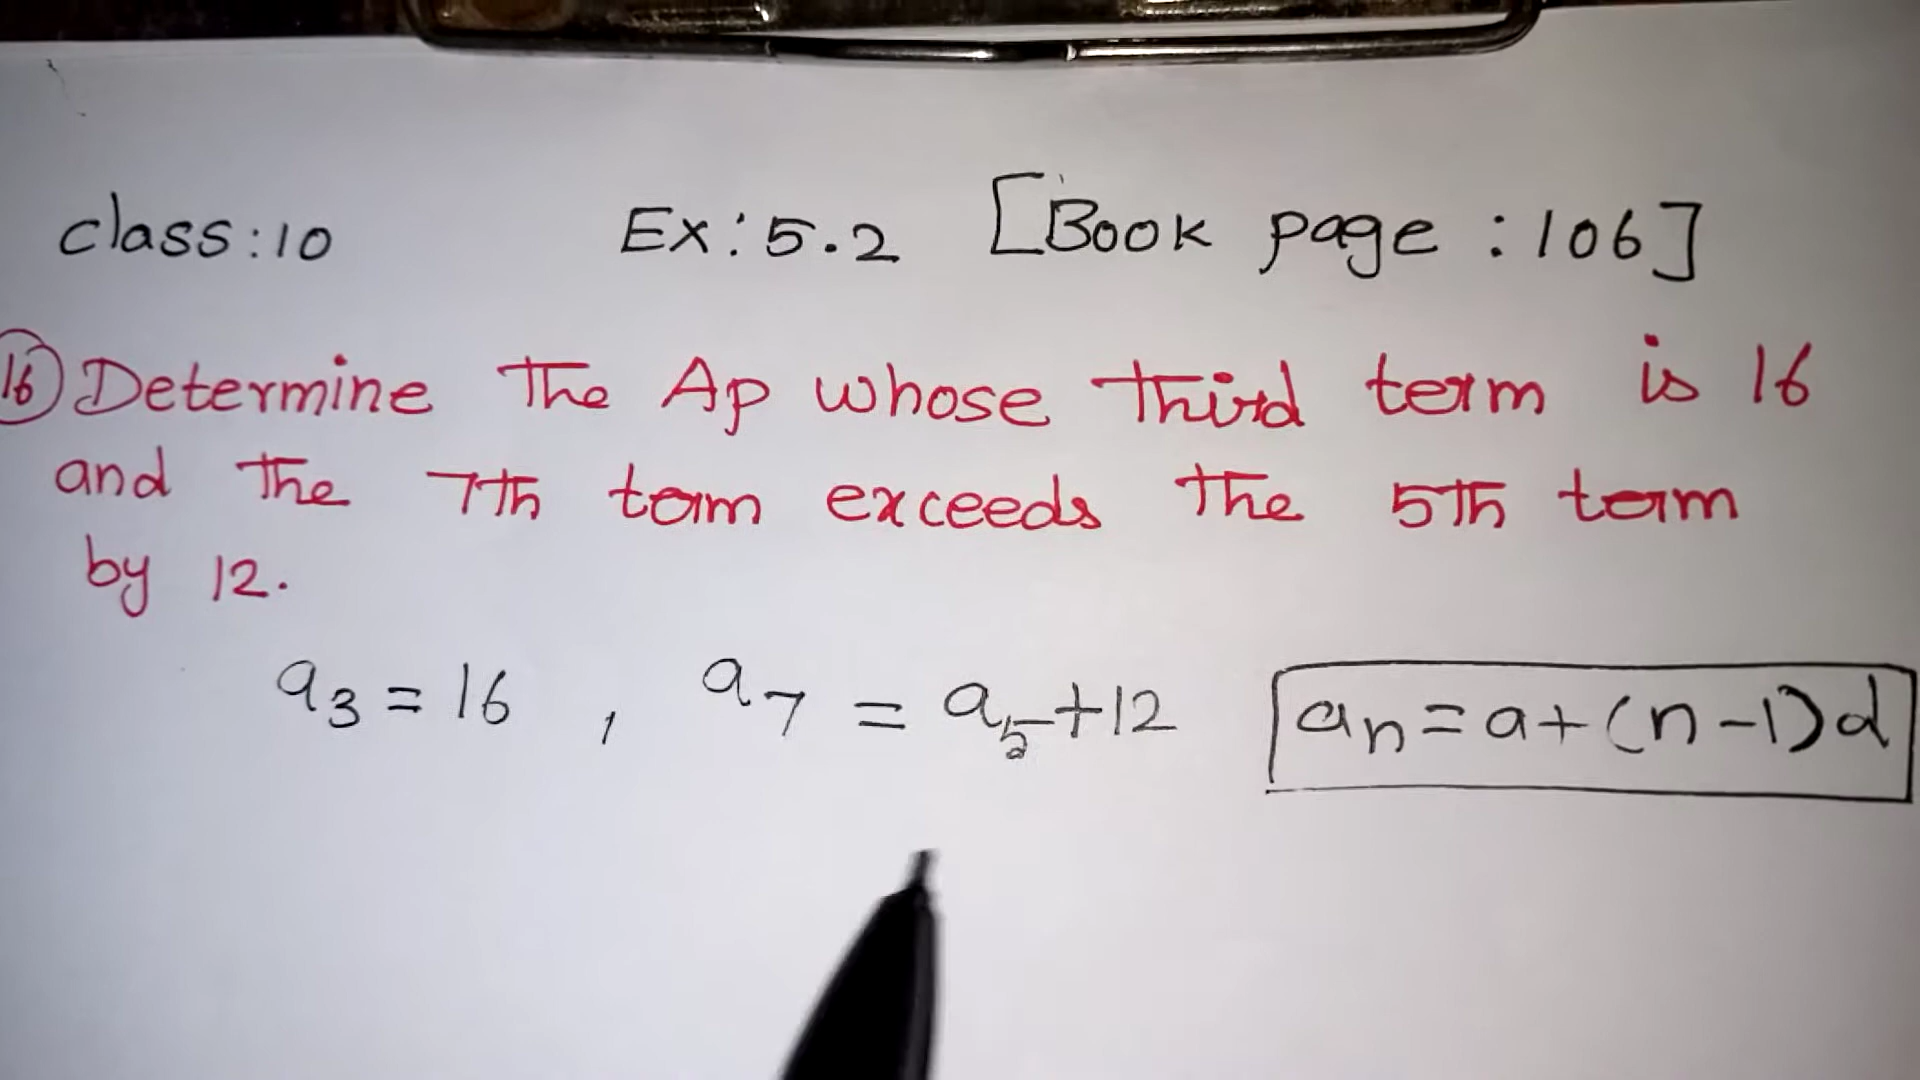 class:10 Ex:5.2 [Book page :106]
16 Determine the Ap whose third term is 16
and the 7th term exceeds the 5th term
by 12.
a₃ = 16 , a₇ = a₅+12 aₙ = a+(n-1)d